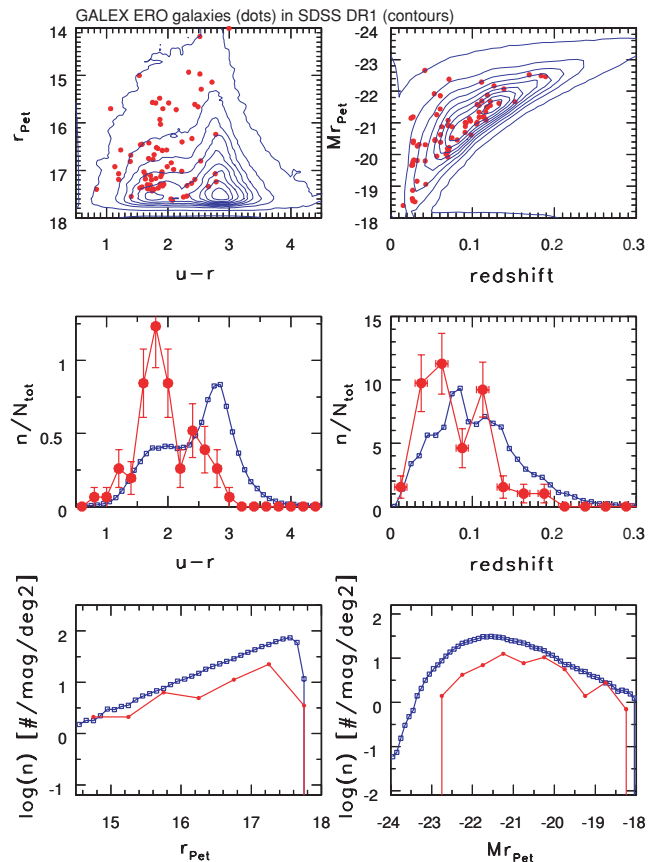 GALEX ERO galaxies (dots) in SDSS DR1 (contours)
14
15
16
17
18
r_Pet
1 2 3 4
u-r
-24
-22
-21
-20
-19
-18
Mr_Pet
0 0.1 0.2 0.3
redshift
1
0.5
0
n/N_tot
1 2 3 4
u-r
15
10
5
0
n/N_tot
0 0.1 0.2 0.3
redshift
2
1
0
-1
log(n) [#/mag/deg2]
15 16 17 18
r_Pet
2
1
0
-1
-2
log(n) [#/mag/deg2]
-24 -23 -22 -21 -20 -19 -18
Mr_Pet